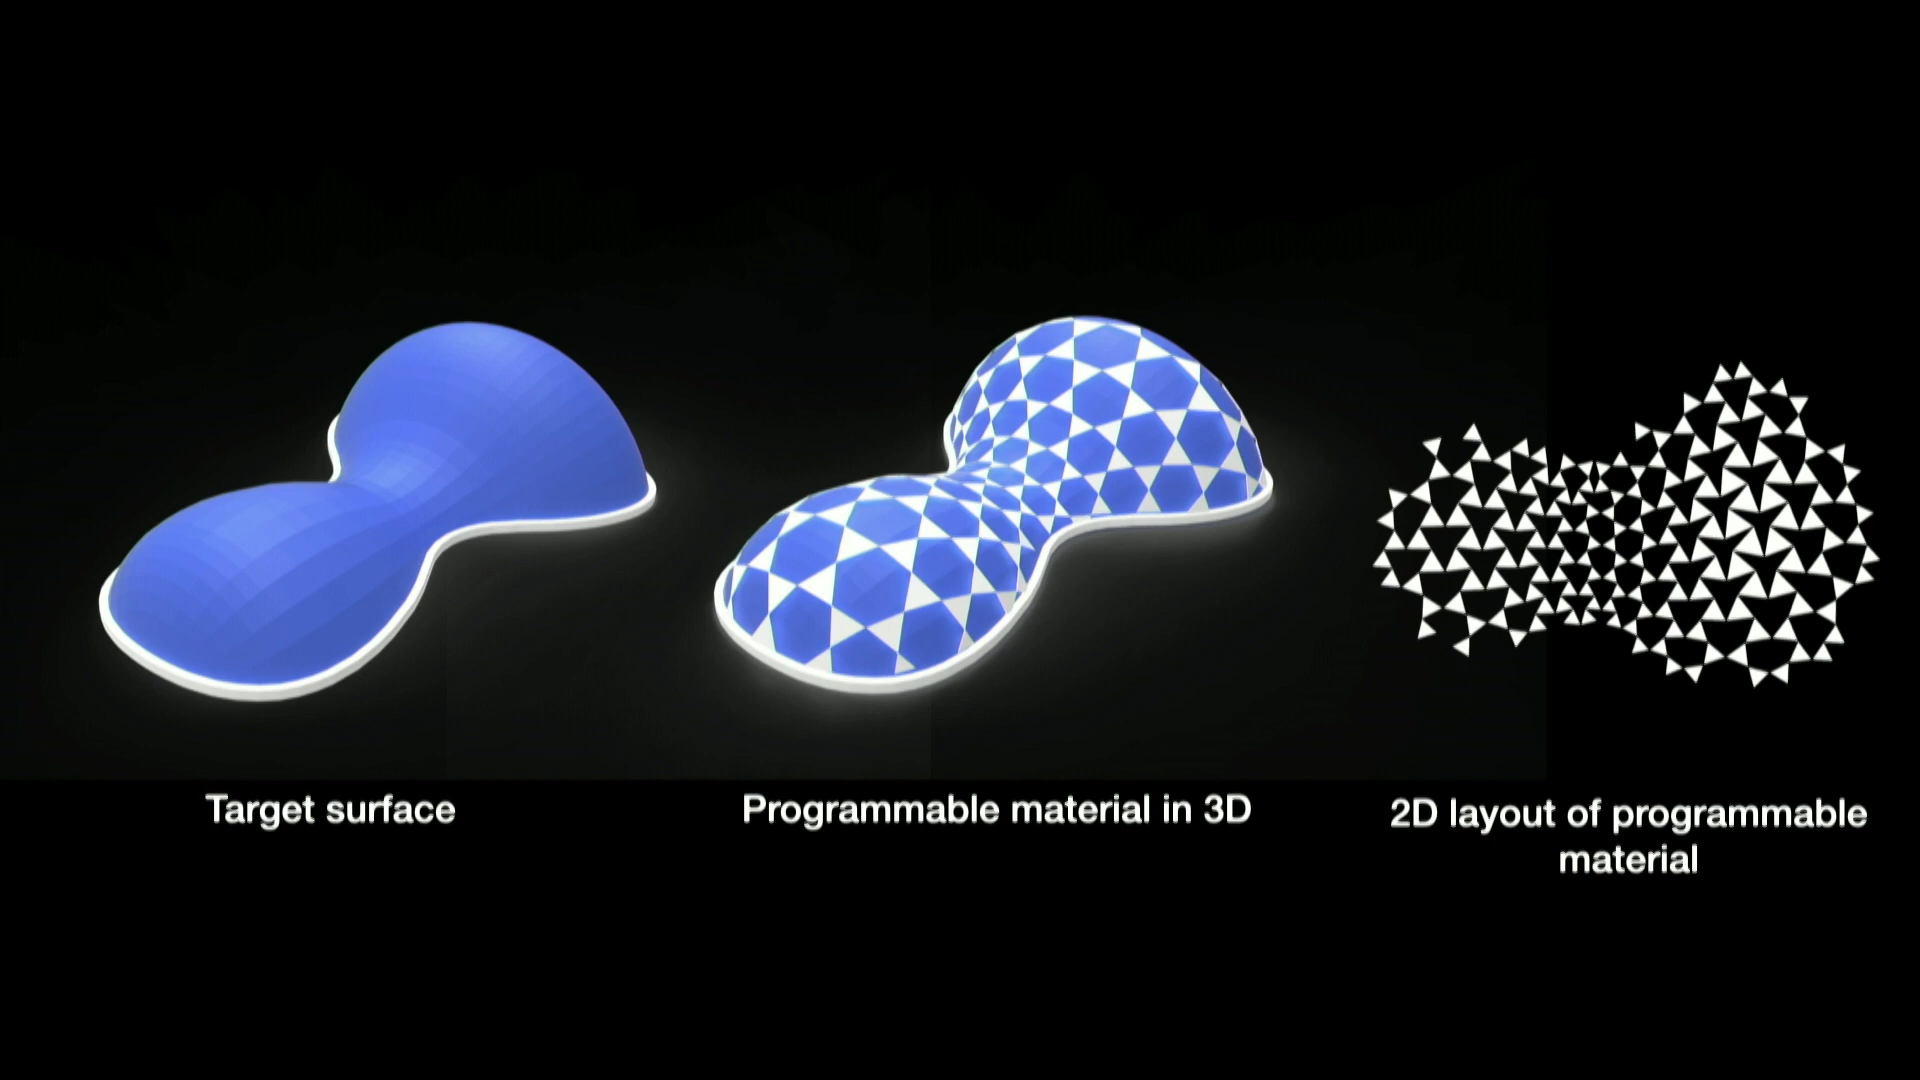 Target surface
Programmable material in 3D
2D layout of programmable
material